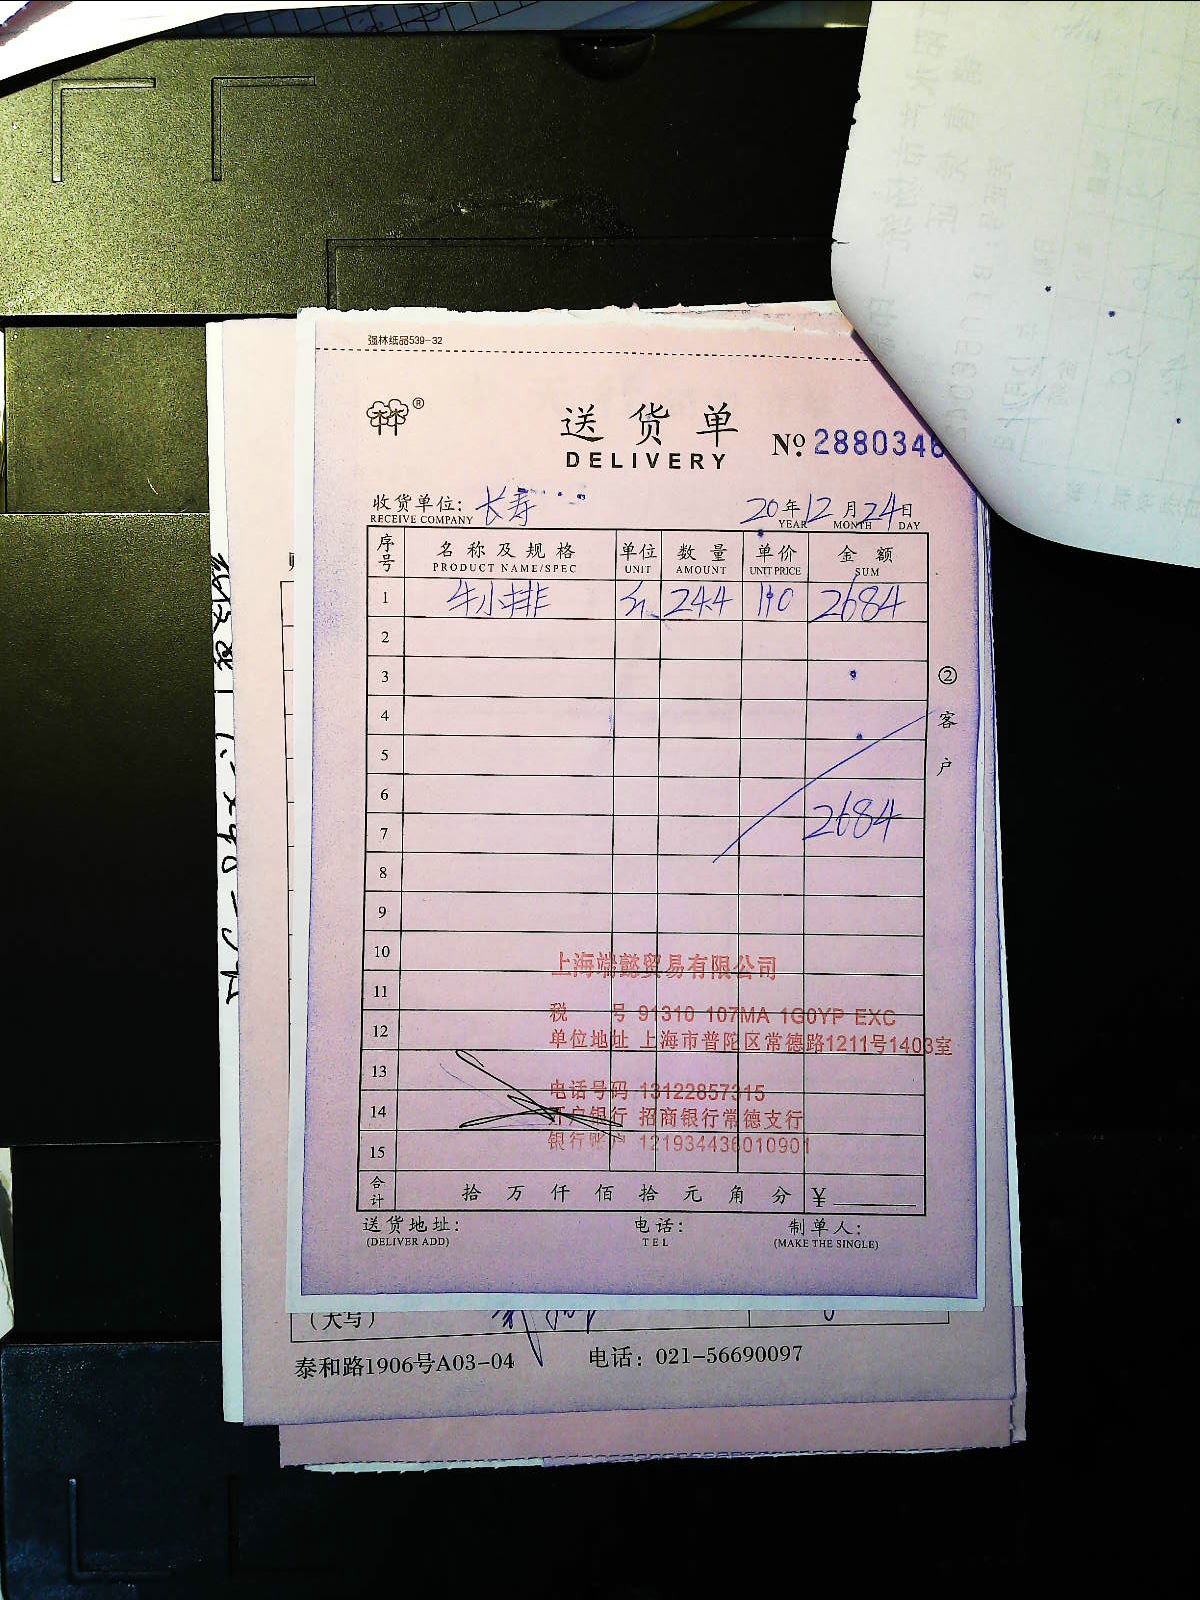 强林纸品539-32
®
送货单
DELIVERY
№ 2880346
收货单位: 长寿
RECEIVE COMPANY
20年12月24日
YEAR MONTH DAY
序号 名称及规格 单位 数量 单价 金额
PRODUCT NAME/SPEC UNIT AMOUNT UNIT PRICE SUM
1 牛小排 24.4 110 2684
2
3
4
5
6
7 2684
8
9
10
11
12
13
14
15
②客户
上海端懿贸易有限公司
税 号 91310 107MA 1G0YP EXC
单位地址 上海市普陀区常德路1211号1403室
电话号码 13122857315
开户银行 招商银行常德支行
银行账户 121934436010901
合计 拾 万 仟 佰 拾 元 角 分 ¥
送货地址: 电话: 制单人:
(DELIVER ADD) TEL (MAKE THE SINGLE)
(大写)
泰和路1906号A03-04 电话: 021-56690097